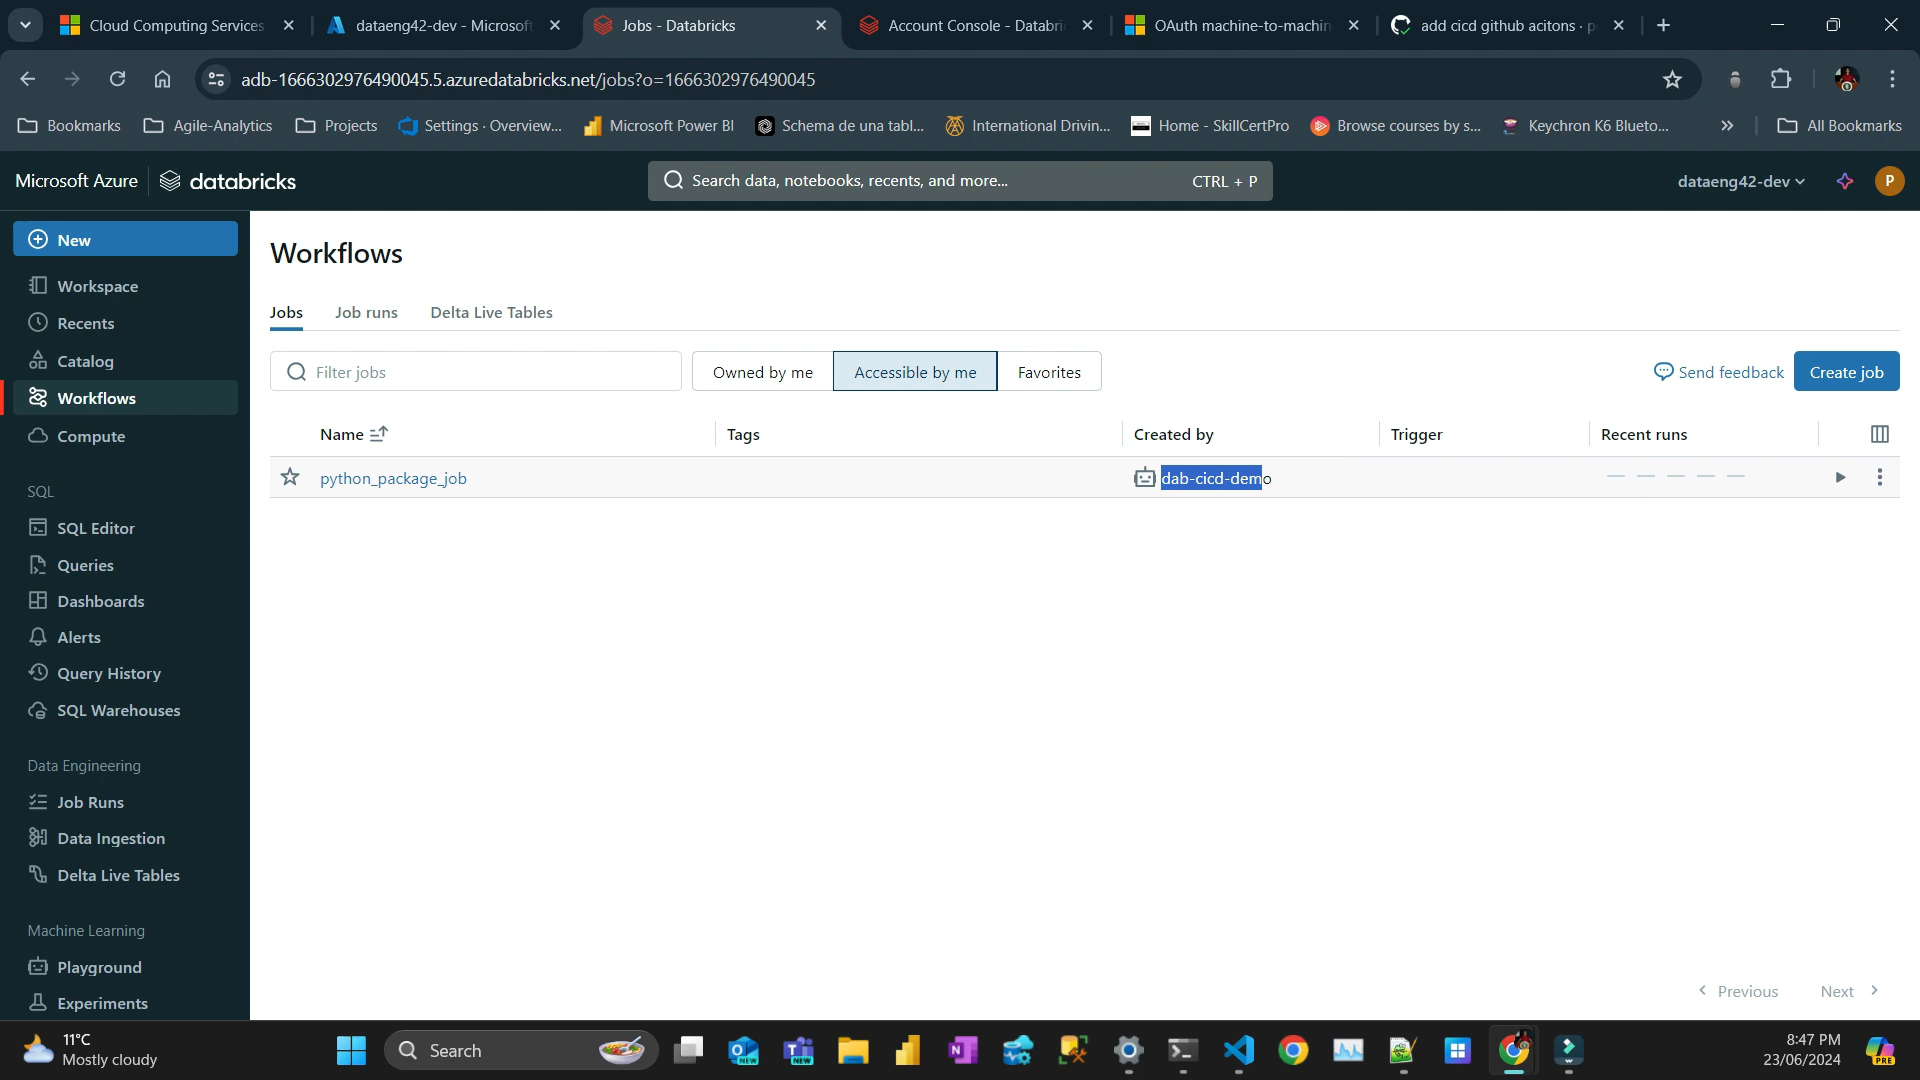 Cloud Computing Services
dataeng42-dev - Microsoft
Jobs - Databricks
Account Console - Databri
OAuth machine-to-machin
add cicd github acitons · p
adb-1666302976490045.5.azuredatabricks.net/jobs?o=1666302976490045
Bookmarks
Agile-Analytics
Projects
Settings · Overview...
Microsoft Power BI
Schema de una tabl...
International Drivin...
Home - SkillCertPro
Browse courses by s...
Keychron K6 Blueto...
All Bookmarks
Microsoft Azure
databricks
Search data, notebooks, recents, and more...
CTRL + P
dataeng42-dev
P
New
Workspace
Recents
Catalog
Workflows
Compute
SQL
SQL Editor
Queries
Dashboards
Alerts
Query History
SQL Warehouses
Data Engineering
Job Runs
Data Ingestion
Delta Live Tables
Machine Learning
Playground
Experiments
Workflows
Jobs
Job runs
Delta Live Tables
Filter jobs
Owned by me
Accessible by me
Favorites
Send feedback
Create job
Name
Tags
Created by
Trigger
Recent runs
python_package_job
dab-cicd-demo
Previous
Next
11°C
Mostly cloudy
Search
NEW
NEW
8:47 PM
23/06/2024
PRE